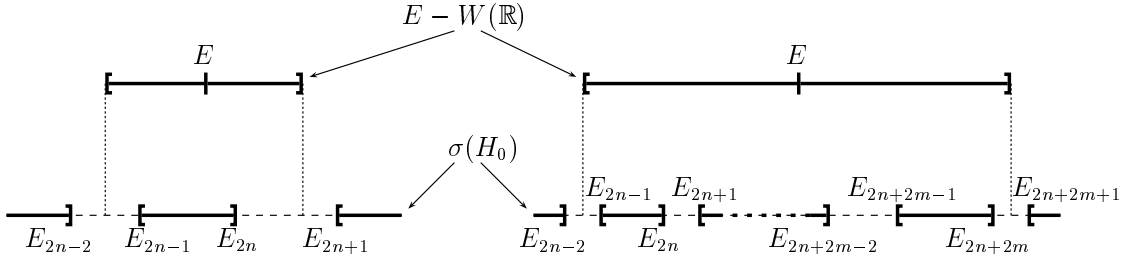 E − W(ℝ)
E
E
σ(H₀)
E₂ₙ₋₁ E₂ₙ₊₁ E₂ₙ₊₂ₘ₋₁ E₂ₙ₊₂ₘ₊₁
E₂ₙ₋₂ E₂ₙ₋₁ E₂ₙ E₂ₙ₊₁ E₂ₙ₋₂ E₂ₙ E₂ₙ₊₂ₘ₋₂ E₂ₙ₊₂ₘ